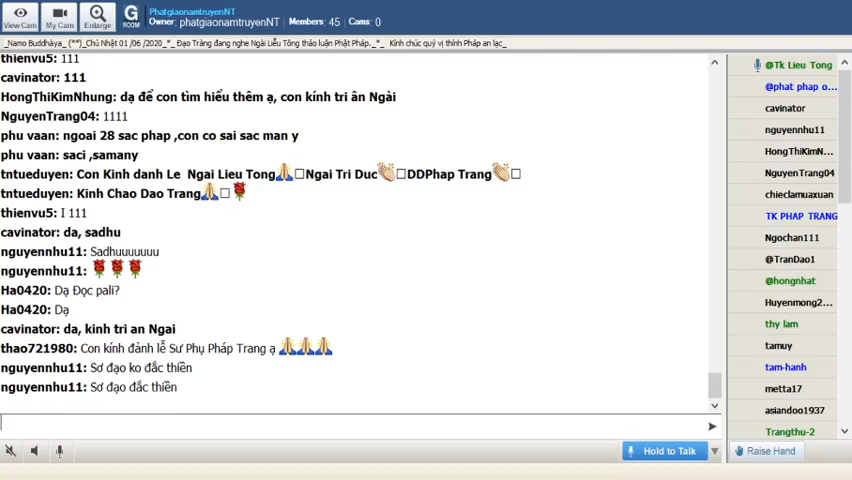 PhatgiaonamtruyenNT
Owner: phatgiaonamtruyenNT Members: 45 Cams: 0
View Cam My Cam Enlarge G ROOM
_Namo Buddhàya_ (**)_Chủ Nhật 01 /06 /2020_*_ Đạo Tràng đang nghe Ngài Liễu Tông thảo luận Phật Pháp._*_ Kính chúc quý vị thính Pháp an lạc_
thienvu5: 111
cavinator: 111
HongThiKimNhung: dạ để con tìm hiểu thêm ạ, con kính tri ân Ngài
NguyenTrang04: 1111
phu vaan: ngoai 28 sac phap ,con co sai sac man y
phu vaan: saci ,samany
tntueduyen: Con Kinh danh Le Ngai Lieu Tong🙏□Ngai Tri Duc👏□DDPhap Trang👏□
tntueduyen: Kinh Chao Dao Trang🙏□🌹
thienvu5: I 111
cavinator: da, sadhu
nguyennhu11: Sadhuuuuuuu
nguyennhu11: 🌹🌹🌹
Ha0420: Dạ Đọc pali?
Ha0420: Dạ
cavinator: da, kinh tri an Ngai
thao721980: Con kính đảnh lễ Sư Phụ Pháp Trang ạ 🙏🙏🙏
nguyennhu11: Sơ đạo ko đắc thiền
nguyennhu11: Sơ đạo đắc thiền
@Tk Lieu Tong
@phat phap o...
cavinator
nguyennhu11
HongThiKimN...
NguyenTrang04
chieclamuaxuan
TK PHAP TRANG
Ngochan111
@TranDao1
@hongnhat
Huyenmong2...
thy lam
tamuy
tam-hanh
metta17
asiandoo1937
Trangthu-2
Hold to Talk
Raise Hand